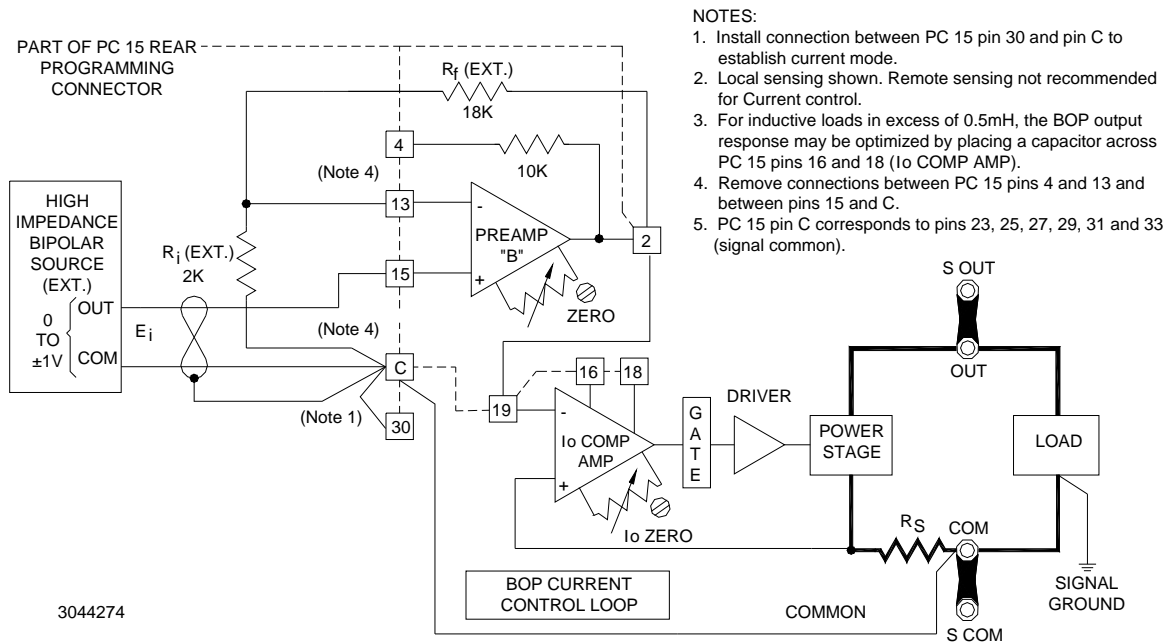 PART OF PC 15 REAR
PROGRAMMING
CONNECTOR
NOTES:
1. Install connection between PC 15 pin 30 and pin C to
establish current mode.
2. Local sensing shown. Remote sensing not recommended
for Current control.
3. For inductive loads in excess of 0.5mH, the BOP output
response may be optimized by placing a capacitor across
PC 15 pins 16 and 18 (Io COMP AMP).
4. Remove connections between PC 15 pins 4 and 13 and
between pins 15 and C.
5. PC 15 pin C corresponds to pins 23, 25, 27, 29, 31 and 33
(signal common).
Rf (EXT.)
18K
4
10K
(Note 4)
13
-
PREAMP
"B"
+
2
15
ZERO
HIGH
IMPEDANCE
BIPOLAR
SOURCE
(EXT.)
OUT
0
TO
±1V
COM
Ei
Ri (EXT.)
2K
(Note 4)
C
(Note 1)
30
19
16
18
-
Io COMP
AMP
+
Io ZERO
GATE
DRIVER
POWER
STAGE
S OUT
OUT
LOAD
RS
COM
S COM
SIGNAL
GROUND
COMMON
BOP CURRENT
CONTROL LOOP
3044274